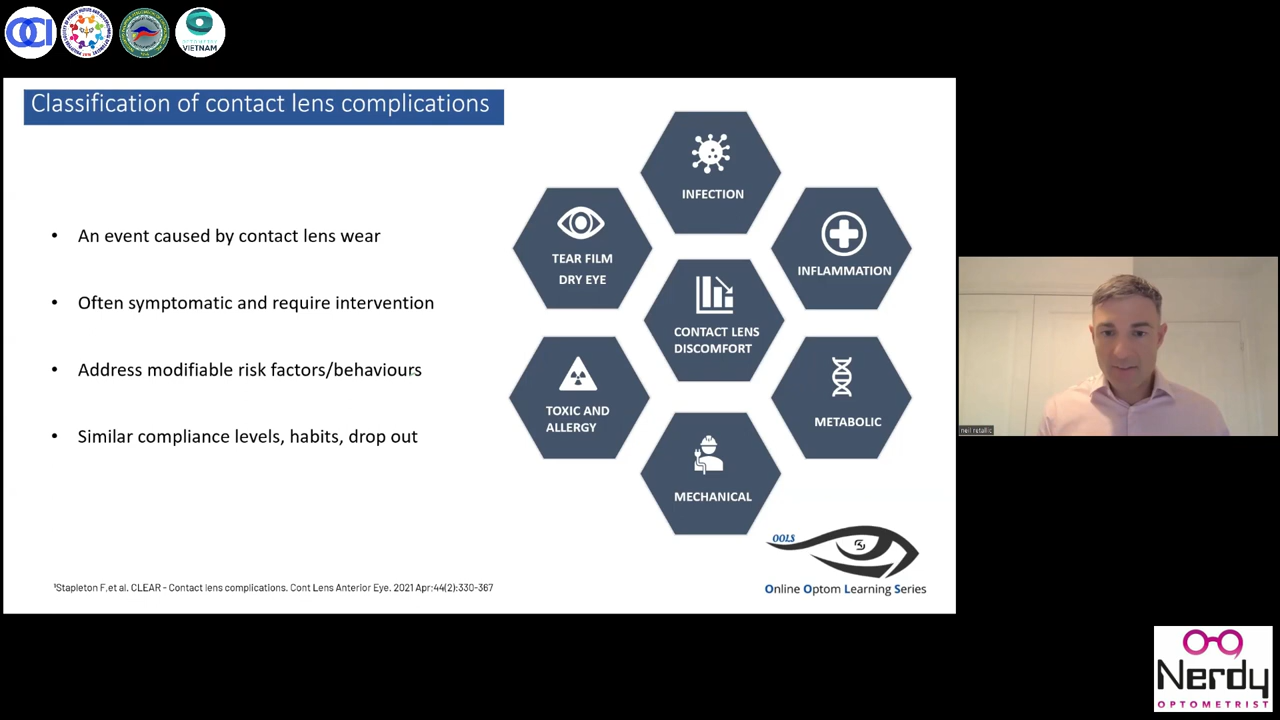 OCI
OPTOMETRY
VIETNAM
Classification of contact lens complications
• An event caused by contact lens wear
• Often symptomatic and require intervention
• Address modifiable risk factors/behaviours
• Similar compliance levels, habits, drop out
INFECTION
TEAR FILM
DRY EYE
INFLAMMATION
CONTACT LENS
DISCOMFORT
TOXIC AND
ALLERGY
METABOLIC
MECHANICAL
OOLS
Online Optom Learning Series
¹Stapleton F,et al. CLEAR - Contact lens complications. Cont Lens Anterior Eye. 2021 Apr;44(2):330-367
neil retallic
Nerdy
OPTOMETRIST